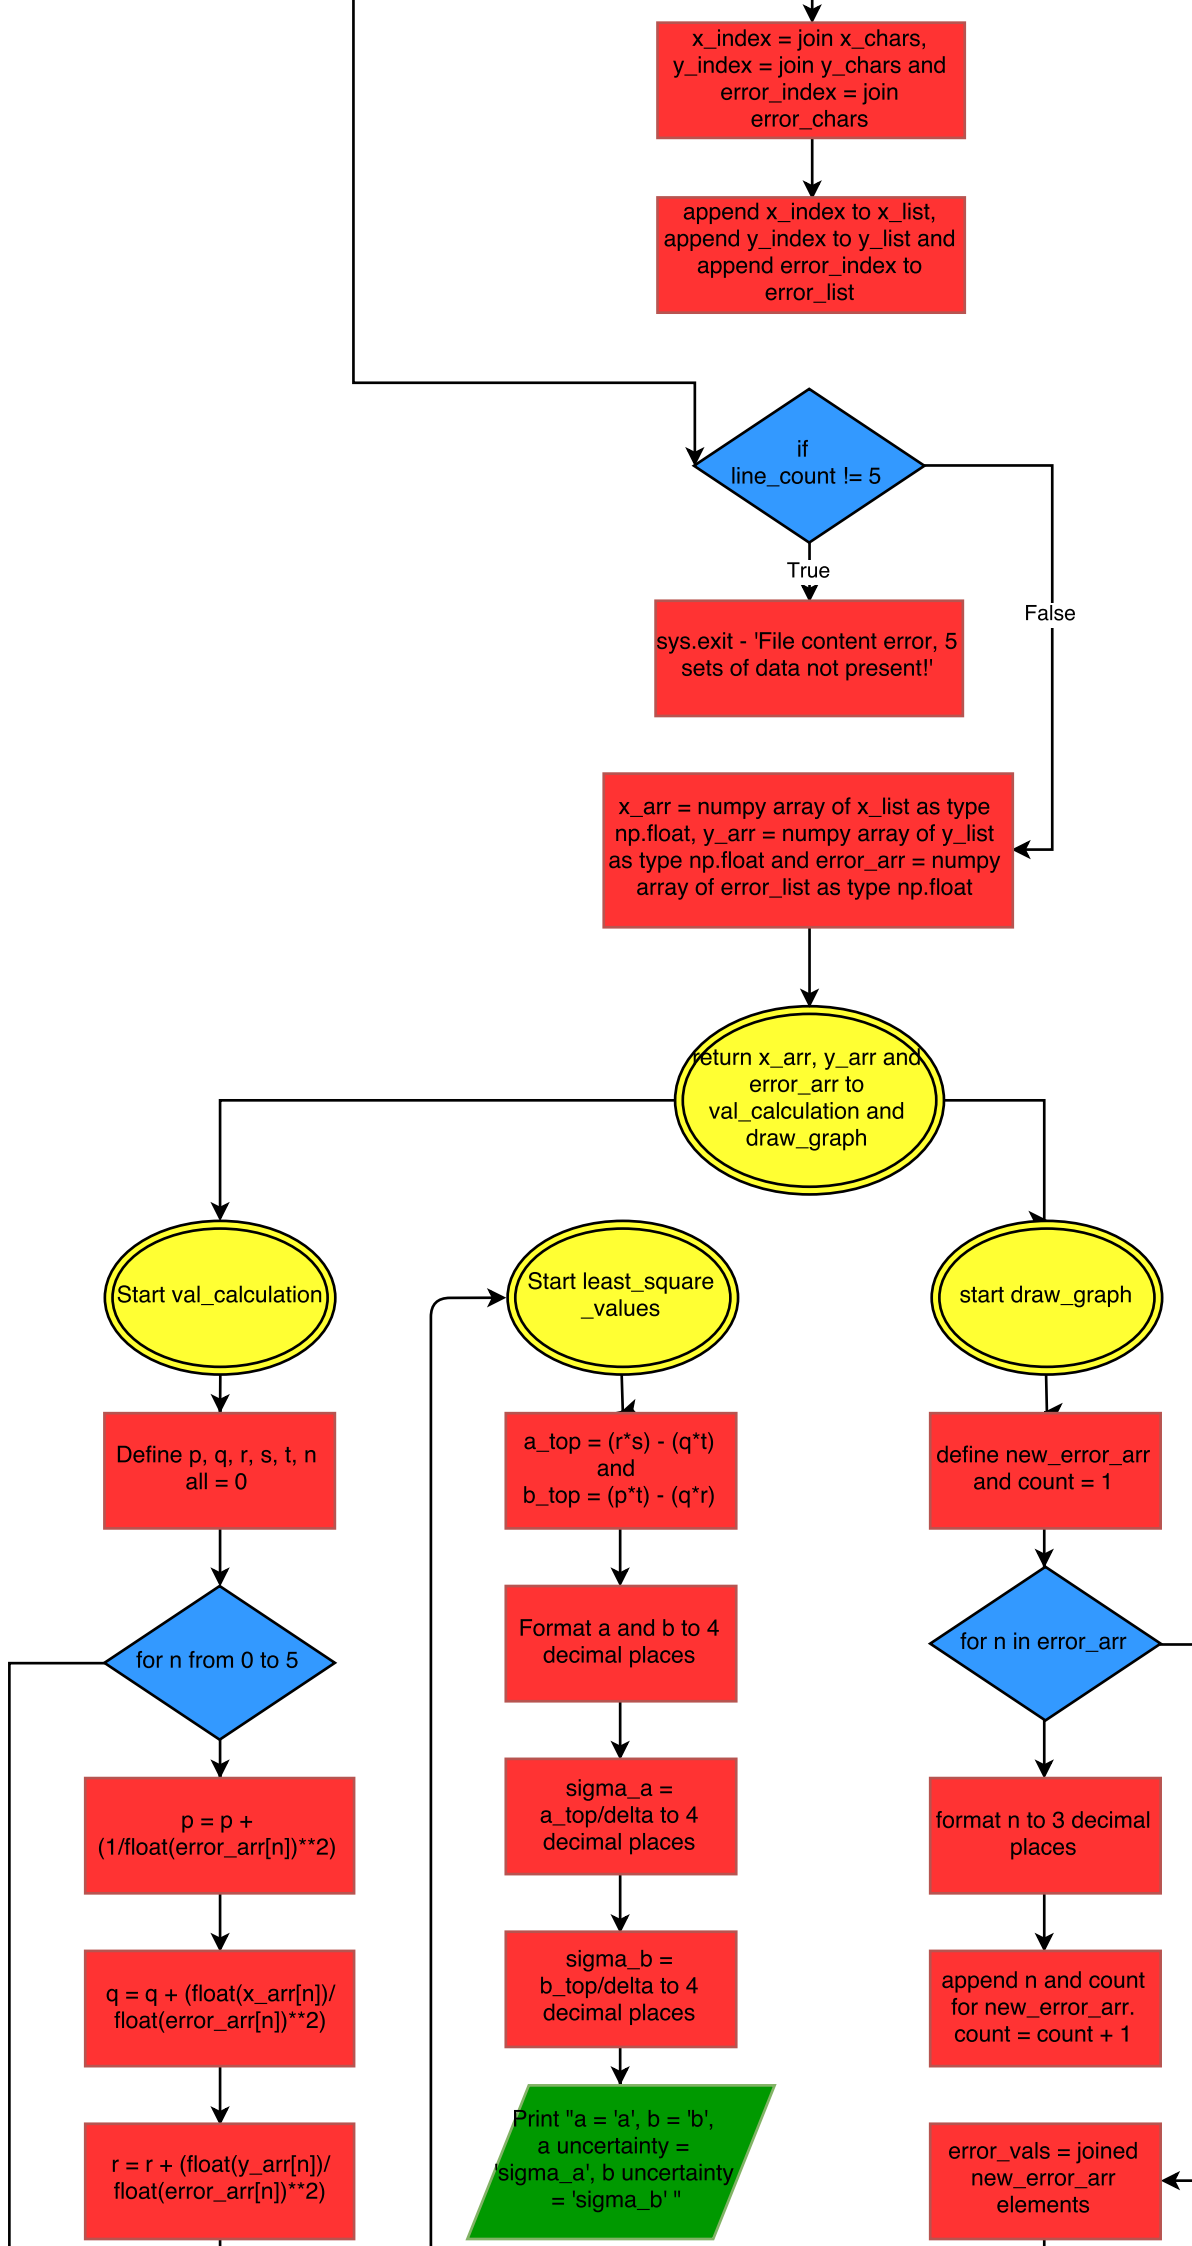 x_index = join x_chars,
y_index = join y_chars and
error_index = join
error_chars
append x_index to x_list,
append y_index to y_list and
append error_index to
error_list
if
line_count != 5
True
False
sys.exit - 'File content error, 5
sets of data not present!'
x_arr = numpy array of x_list as type
np.float, y_arr = numpy array of y_list
as type np.float and error_arr = numpy
array of error_list as type np.float
return x_arr, y_arr and
error_arr to
val_calculation and
draw_graph
Start val_calculation
Define p, q, r, s, t, n
all = 0
for n from 0 to 5
p = p +
(1/float(error_arr[n])**2)
q = q + (float(x_arr[n])/
float(error_arr[n])**2)
r = r + (float(y_arr[n])/
float(error_arr[n])**2)
Start least_square
_values
a_top = (r*s) - (q*t)
and
b_top = (p*t) - (q*r)
Format a and b to 4
decimal places
sigma_a =
a_top/delta to 4
decimal places
sigma_b =
b_top/delta to 4
decimal places
Print "a = 'a', b = 'b',
a uncertainty =
'sigma_a', b uncertainty
= 'sigma_b' "
start draw_graph
define new_error_arr
and count = 1
for n in error_arr
format n to 3 decimal
places
append n and count
for new_error_arr.
count = count + 1
error_vals = joined
new_error_arr
elements